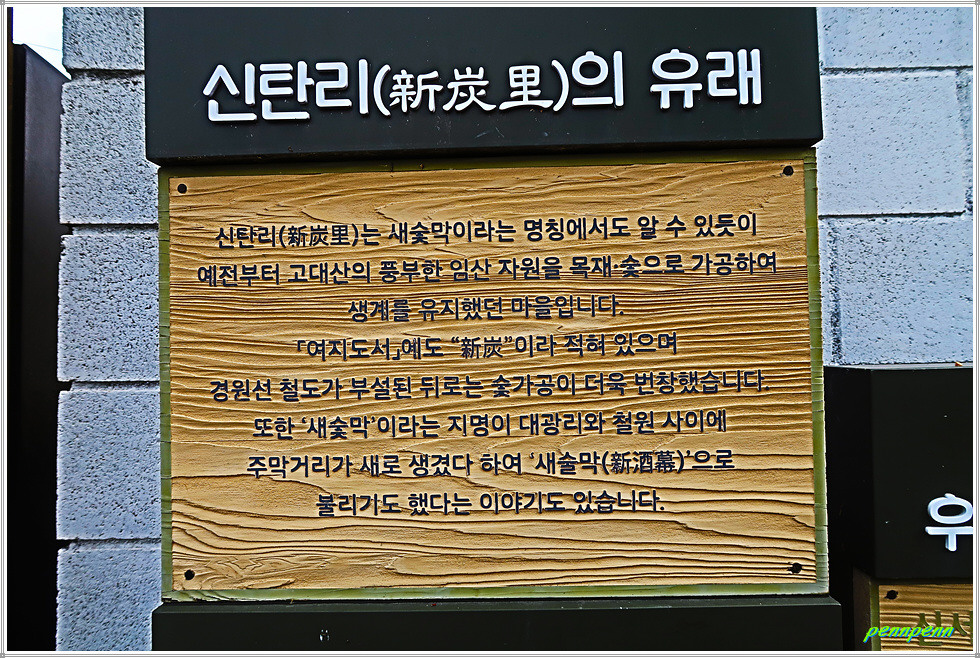 신탄리(新炭里)의 유래
신탄리(新炭里)는 새숯막이라는 명칭에서도 알 수 있듯이
예전부터 고대산의 풍부한 임산 자원을 목재·숯으로 가공하여
생계를 유지했던 마을입니다.
「여지도서」에도 “新炭”이라 적혀 있으며
경원선 철도가 부설된 뒤로는 숯가공이 더욱 번창했습니다.
또한 ‘새숯막’이라는 지명이 대광리와 철원 사이에
주막거리가 새로 생겼다 하여 ‘새술막(新酒幕)’으로
불리기도 했다는 이야기도 있습니다.
우
pennpenn